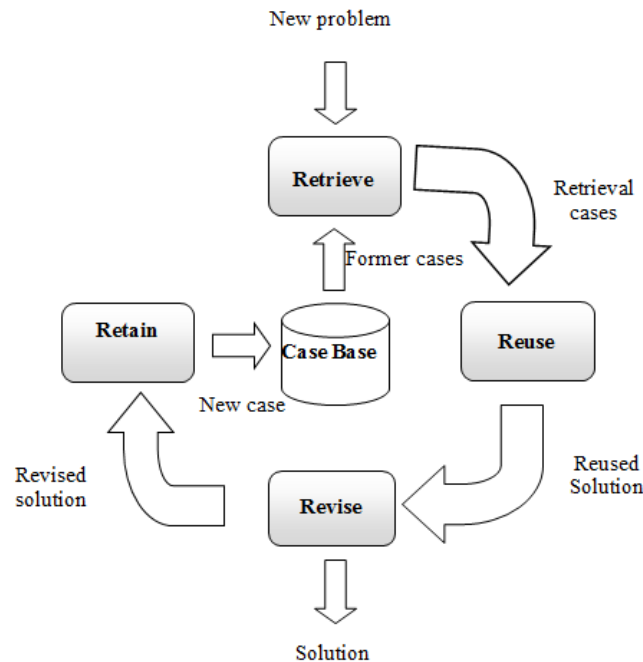 New problem
Retrieve
Retrieval
cases
Former cases
Retain
Case Base
Reuse
New case
Revised
solution
Reused
Solution
Revise
Solution